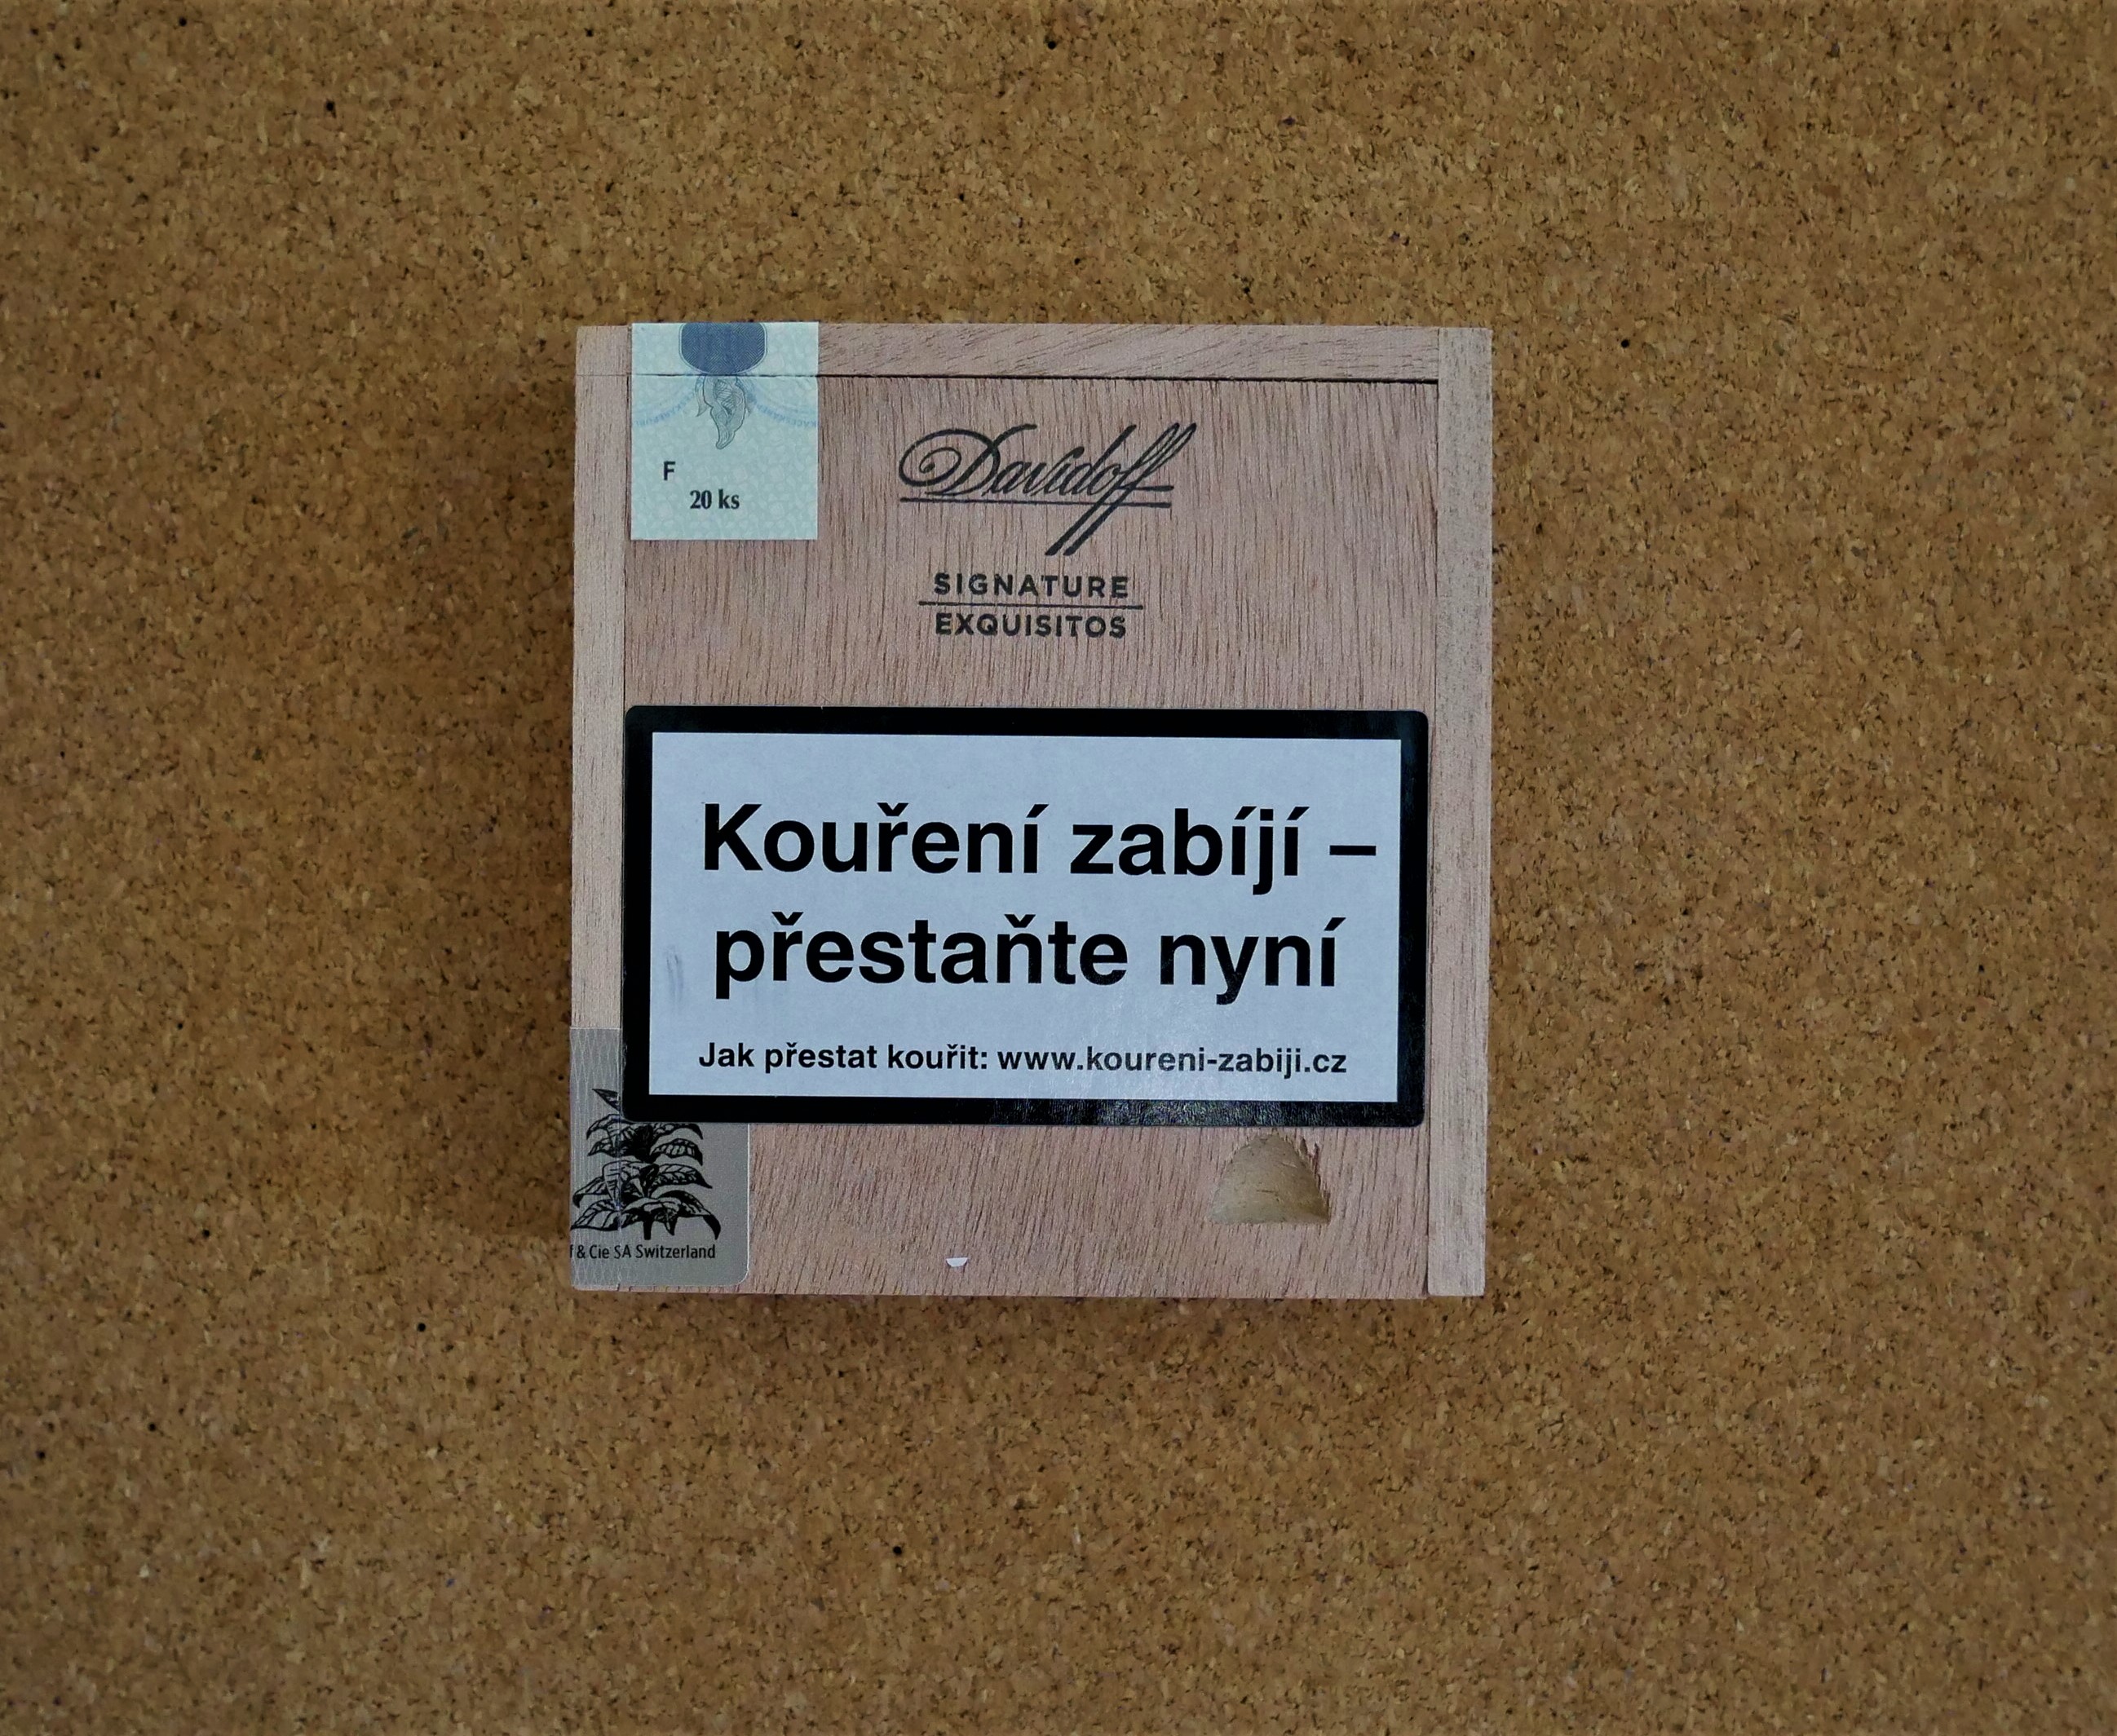 F
20 ks
Davidoff
SIGNATURE
EXQUISITOS
Kouření zabíjí –
přestaňte nyní
Jak přestat kouřit: www.koureni-zabiji.cz
& Cie SA Switzerland